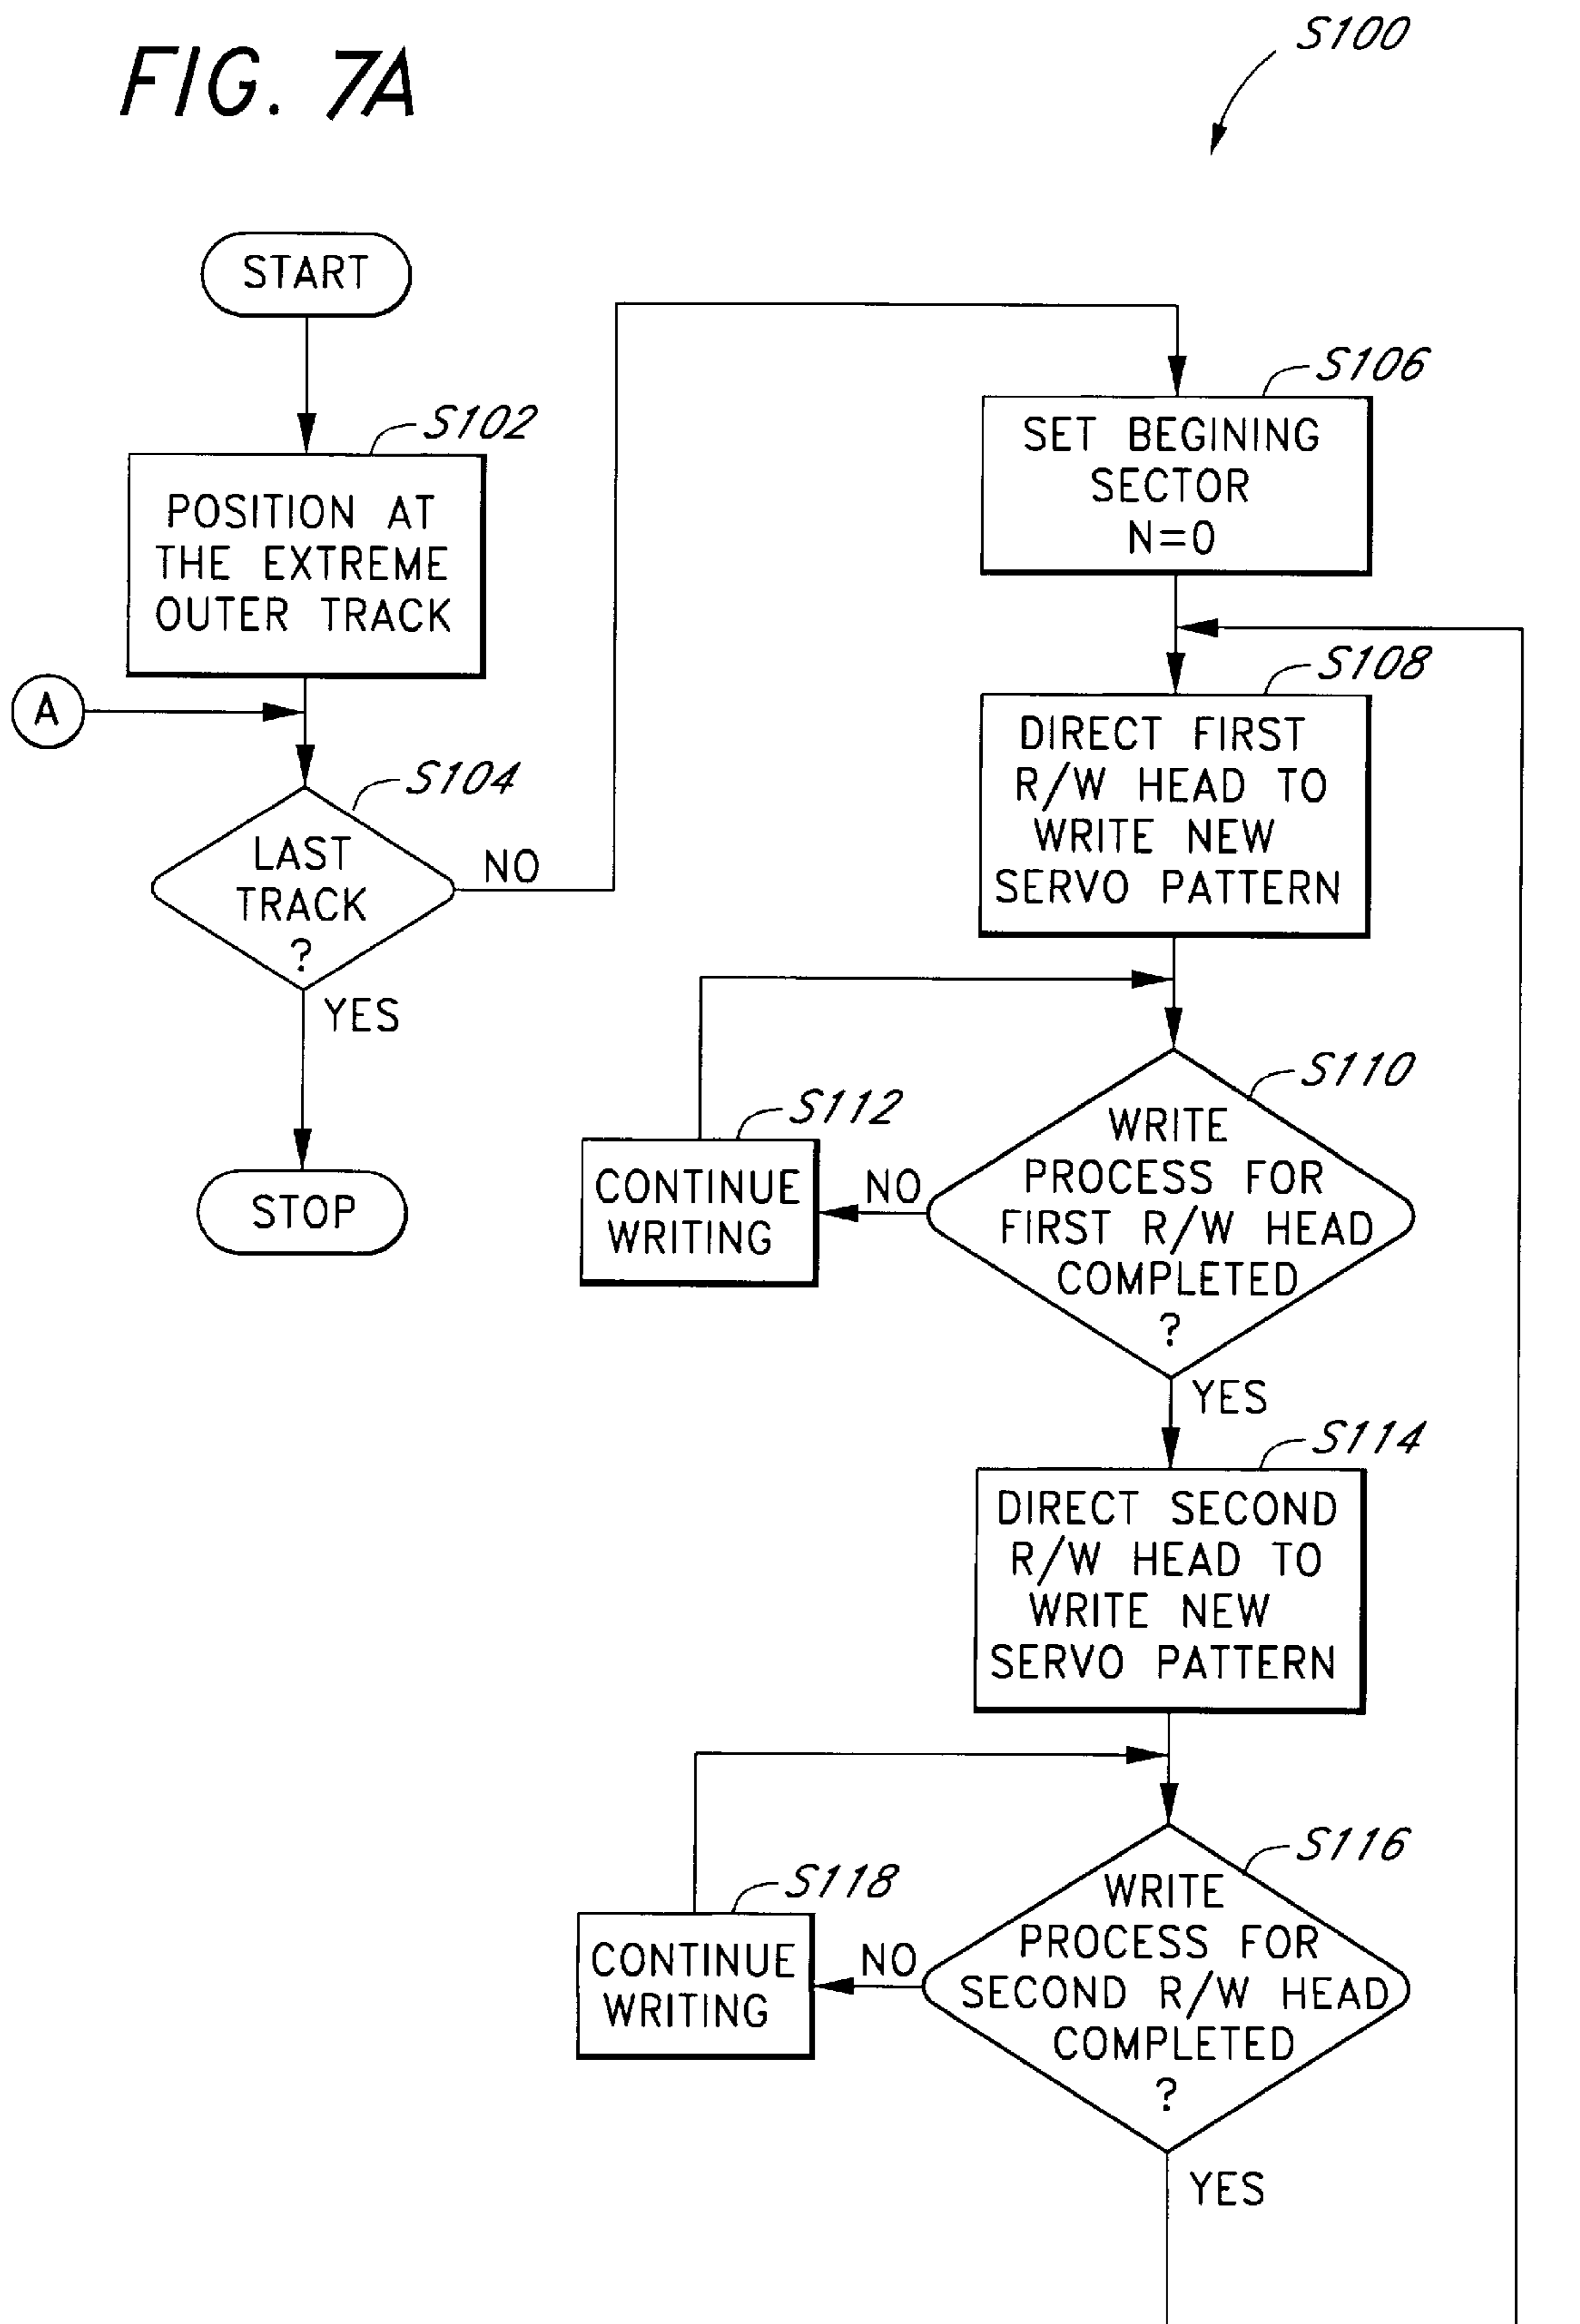 FIG. 7A
S100
START
S102
POSITION AT
THE EXTREME
OUTER TRACK
A
S104
LAST
TRACK
?
NO
YES
STOP
S106
SET BEGINING
SECTOR
N=0
S108
DIRECT FIRST
R/W HEAD TO
WRITE NEW
SERVO PATTERN
S110
WRITE
PROCESS FOR
FIRST R/W HEAD
COMPLETED
?
NO
S112
CONTINUE
WRITING
YES
S114
DIRECT SECOND
R/W HEAD TO
WRITE NEW
SERVO PATTERN
S116
WRITE
PROCESS FOR
SECOND R/W HEAD
COMPLETED
?
NO
S118
CONTINUE
WRITING
YES